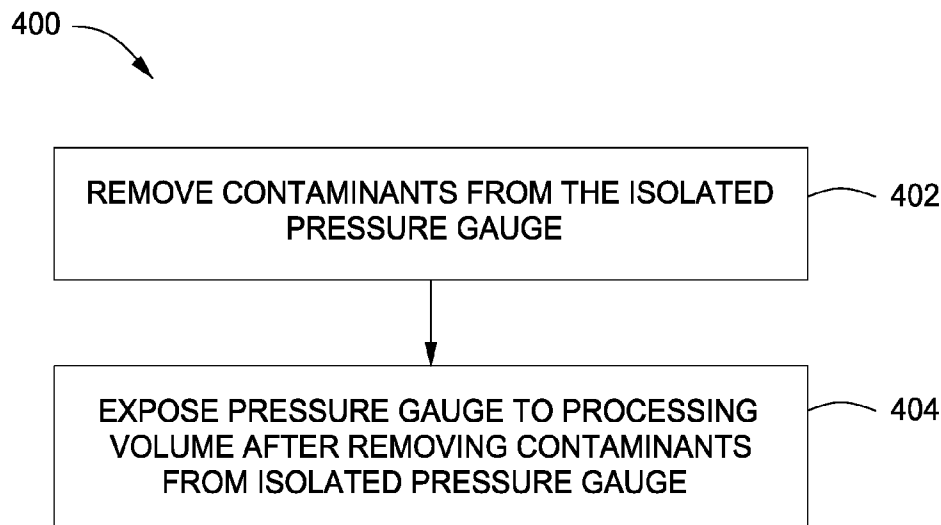 400
REMOVE CONTAMINANTS FROM THE ISOLATED
PRESSURE GAUGE
402
EXPOSE PRESSURE GAUGE TO PROCESSING
VOLUME AFTER REMOVING CONTAMINANTS
FROM ISOLATED PRESSURE GAUGE
404